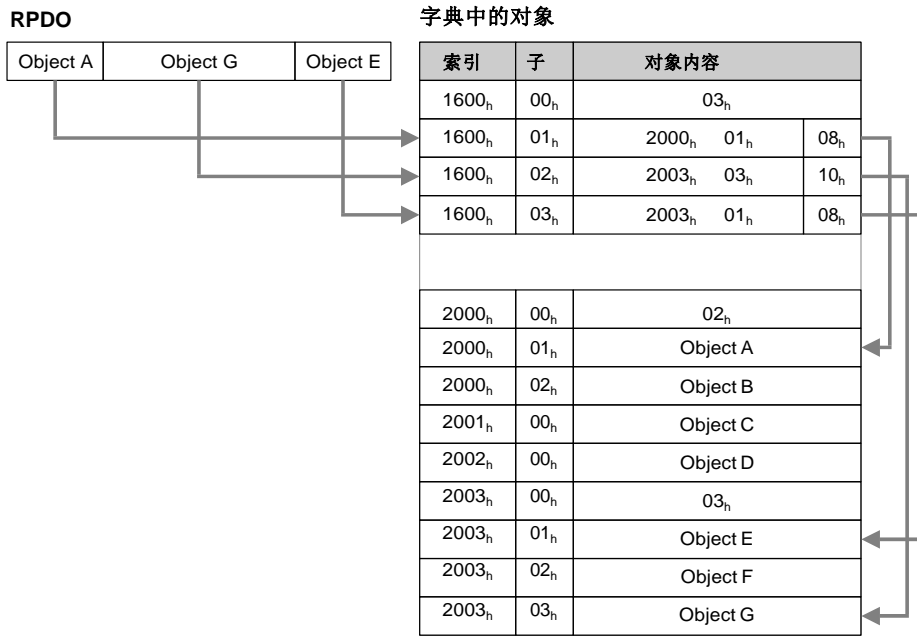 RPDO
字典中的对象
Object A Object G Object E
索引 子 对象内容
1600h 00h 03h
1600h 01h 2000h 01h 08h
1600h 02h 2003h 03h 10h
1600h 03h 2003h 01h 08h
2000h 00h 02h
2000h 01h Object A
2000h 02h Object B
2001h 00h Object C
2002h 00h Object D
2003h 00h 03h
2003h 01h Object E
2003h 02h Object F
2003h 03h Object G